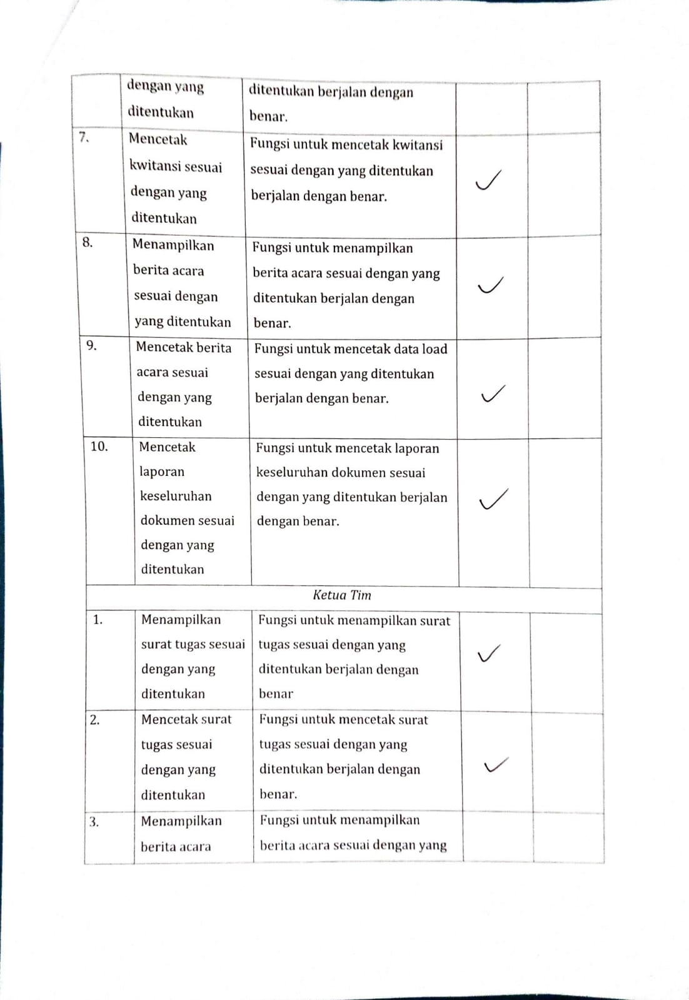 dengan yang
ditentukan
ditentukan berjalan dengan
benar.
7.
Mencetak
kwitansi sesuai
dengan yang
ditentukan
Fungsi untuk mencetak kwitansi
sesuai dengan yang ditentukan
berjalan dengan benar.
✓
8.
Menampilkan
berita acara
sesuai dengan
yang ditentukan
Fungsi untuk menampilkan
berita acara sesuai dengan yang
ditentukan berjalan dengan
benar.
✓
9.
Mencetak berita
acara sesuai
dengan yang
ditentukan
Fungsi untuk mencetak data load
sesuai dengan yang ditentukan
berjalan dengan benar.
✓
10.
Mencetak
laporan
keseluruhan
dokumen sesuai
dengan yang
ditentukan
Fungsi untuk mencetak laporan
keseluruhan dokumen sesuai
dengan yang ditentukan berjalan
dengan benar.
✓
Ketua Tim
1.
Menampilkan
surat tugas sesuai
dengan yang
ditentukan
Fungsi untuk menampilkan surat
tugas sesuai dengan yang
ditentukan berjalan dengan
benar
✓
2.
Mencetak surat
tugas sesuai
dengan yang
ditentukan
Fungsi untuk mencetak surat
tugas sesuai dengan yang
ditentukan berjalan dengan
benar.
✓
3.
Menampilkan
berita acara
Fungsi untuk menampilkan
berita acara sesuai dengan yang